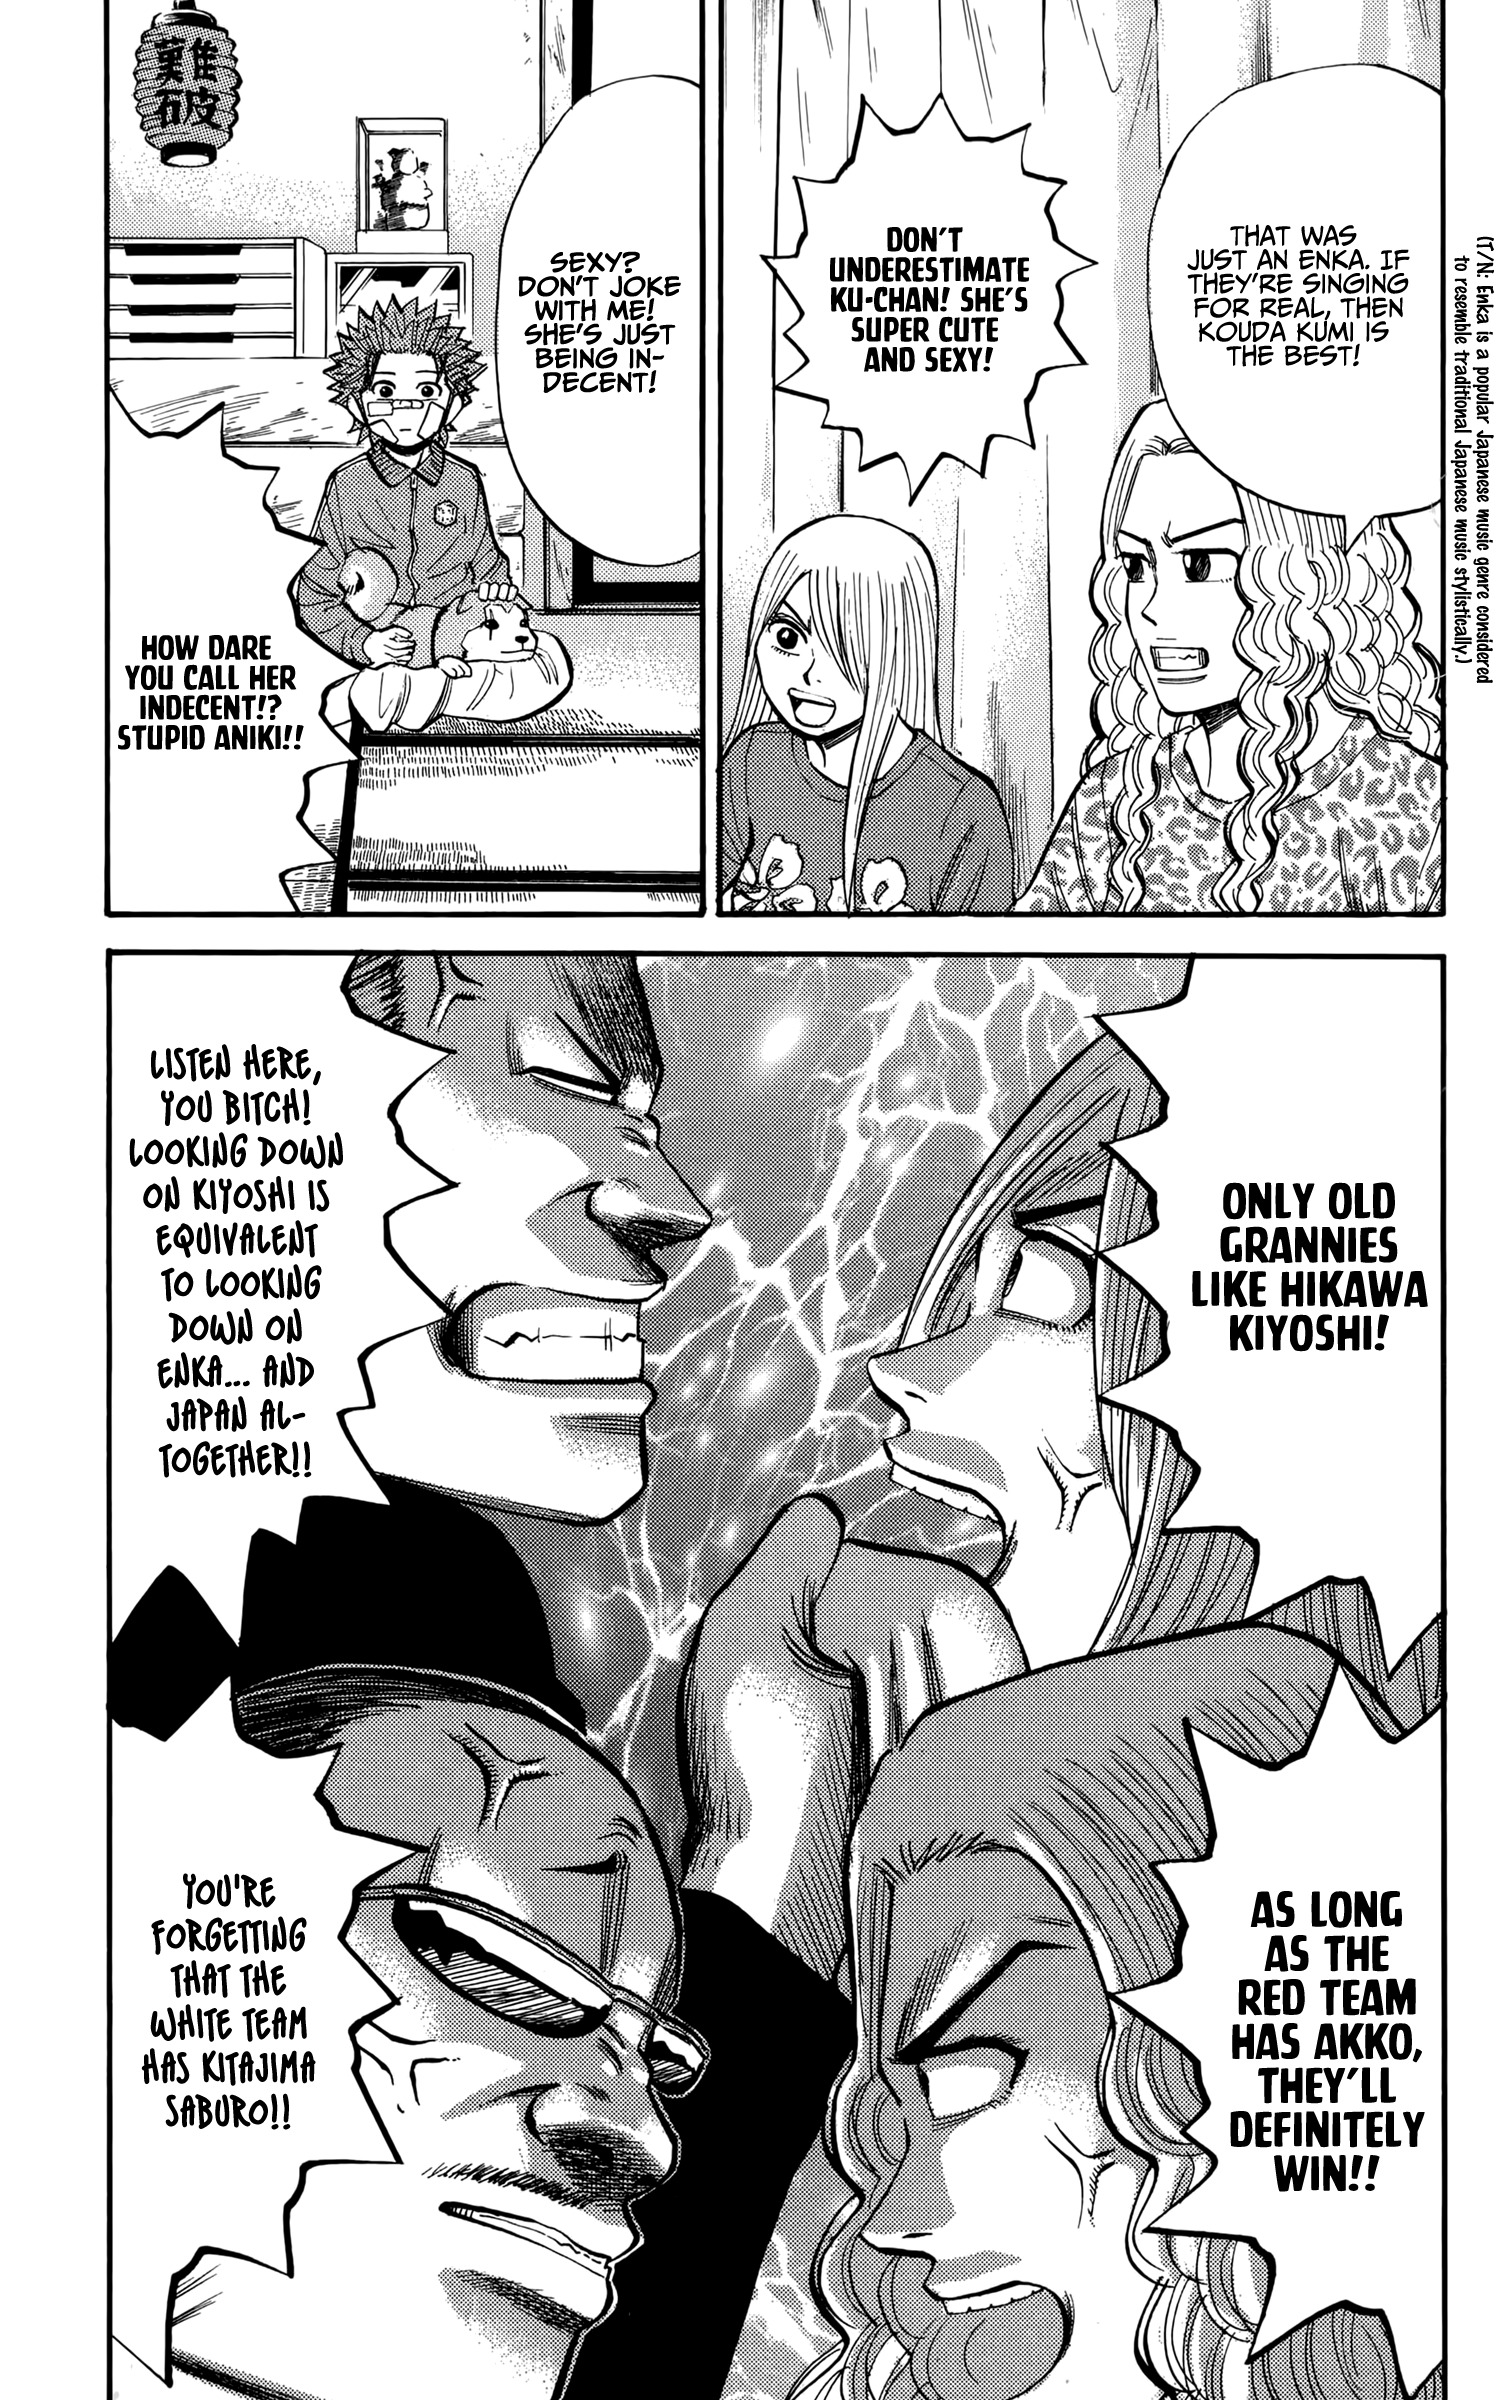 THAT WAS
JUST AN ENKA. IF
THEY'RE SINGING
FOR REAL, THEN
KOUDA KUMI IS
THE BEST!
(T/N: Enka is a popular Japanese music genre considered
to resemble traditional Japanese music stylistically.)
DON'T
UNDERESTIMATE
KU-CHAN! SHE'S
SUPER CUTE
AND SEXY!
SEXY?
DON'T JOKE
WITH ME!
SHE'S JUST
BEING IN-
DECENT!
難
破
HOW DARE
YOU CALL HER
INDECENT!?
STUPID ANIKI!!
ONLY OLD
GRANNIES
LIKE HIKAWA
KIYOSHI!
LISTEN HERE,
YOU BITCH!
LOOKING DOWN
ON KIYOSHI IS
EQUIVALENT
TO LOOKING
DOWN ON
ENKA... AND
JAPAN AL-
TOGETHER!!
AS LONG
AS THE
RED TEAM
HAS AKKO,
THEY'LL
DEFINITELY
WIN!!
YOU'RE
FORGETTING
THAT THE
WHITE TEAM
HAS KITAJIMA
SABURO!!